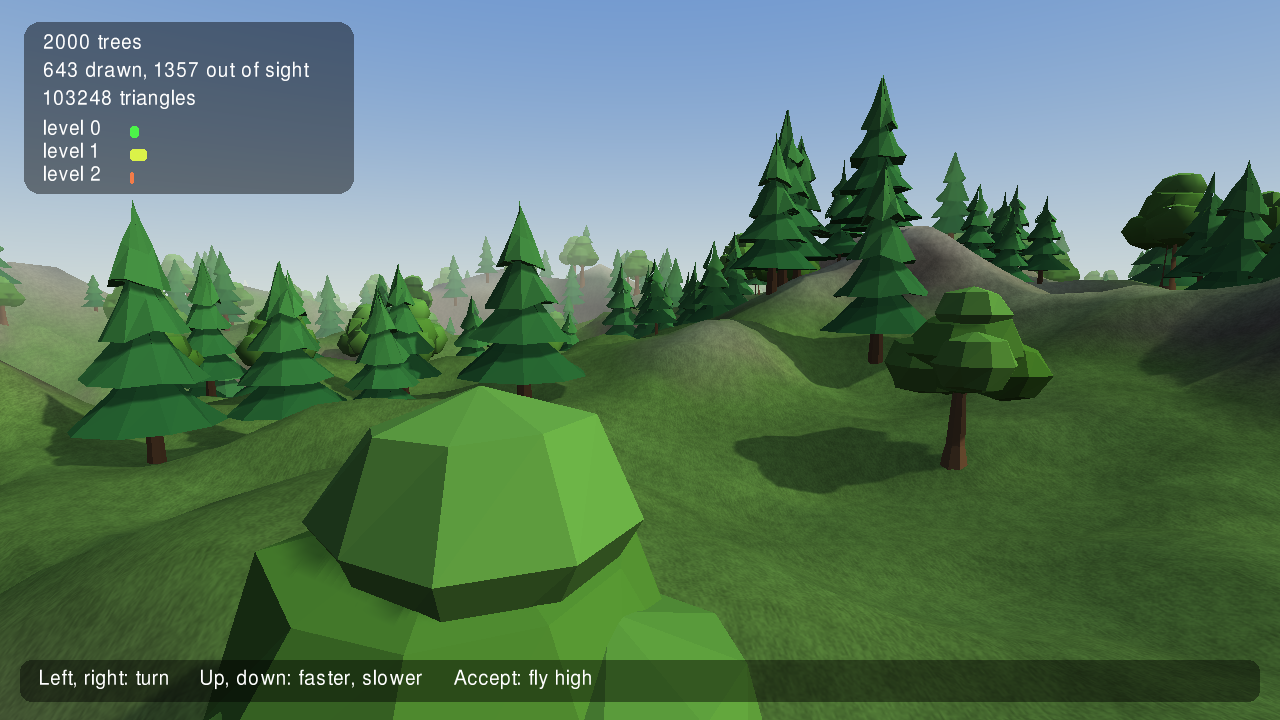 2000 trees
643 drawn, 1357 out of sight
103248 triangles
level 0
level 1
level 2
Left, right: turn Up, down: faster, slower Accept: fly high